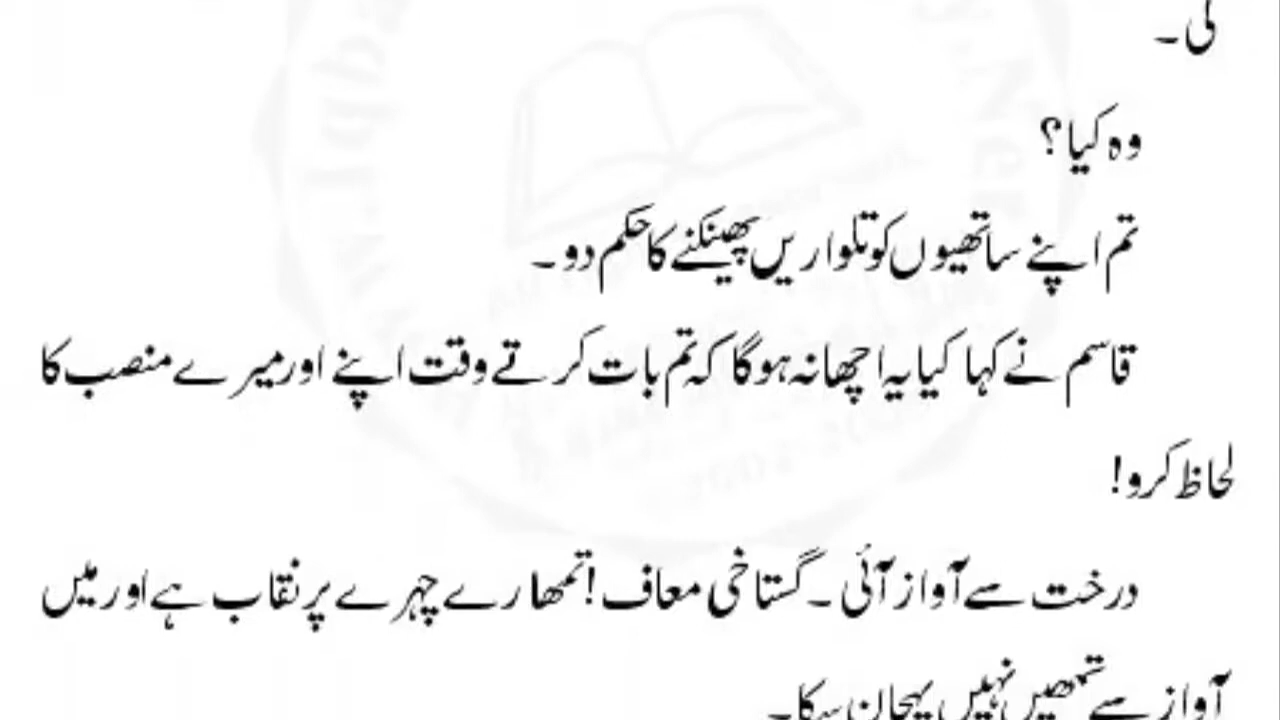 کی۔
وہ کیا؟
تم اپنے ساتھیوں کو تلواریں پھینکنے کا حکم دو۔
قاسم نے کہا کیا یہ اچھا نہ ہوگا کہ تم بات کرتے وقت اپنے اور میرے منصب کا
لحاظ کرو!
درخت سے آواز آئی۔ گستاخی معاف! تمھارے چہرے پر نقاب ہے اور میں
آواز سے تمھیں نہیں پہچان سکا۔